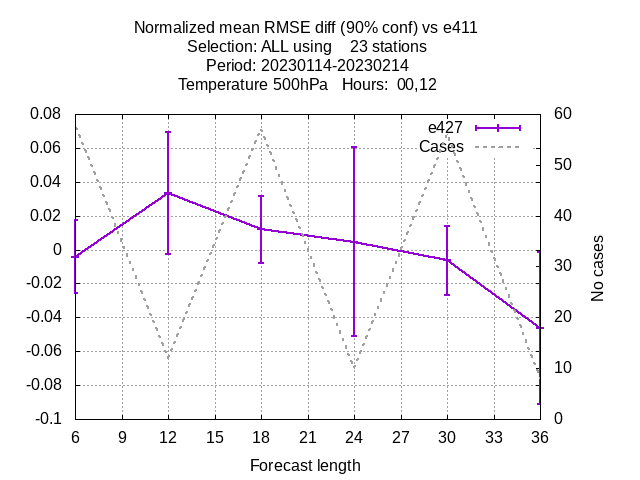 Normalized mean RMSE diff (90% conf) vs e411
Selection: ALL using    23 stations
Period: 20230114-20230214
Temperature 500hPa   Hours:  00,12
e427
Cases
0.08
0.06
0.04
0.02
0
-0.02
-0.04
-0.06
-0.08
-0.1
60
50
40
30
20
10
0
No cases
6 9 12 15 18 21 24 27 30 33 36
Forecast length